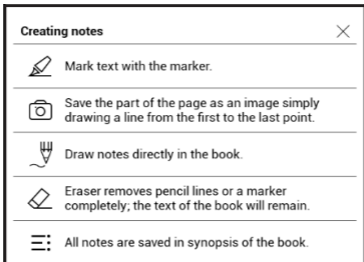 Creating notes
Mark text with the marker.
Save the part of the page as an image simply
drawing a line from the first to the last point.
Draw notes directly in the book.
Eraser removes pencil lines or a marker
completely; the text of the book will remain.
All notes are saved in synopsis of the book.